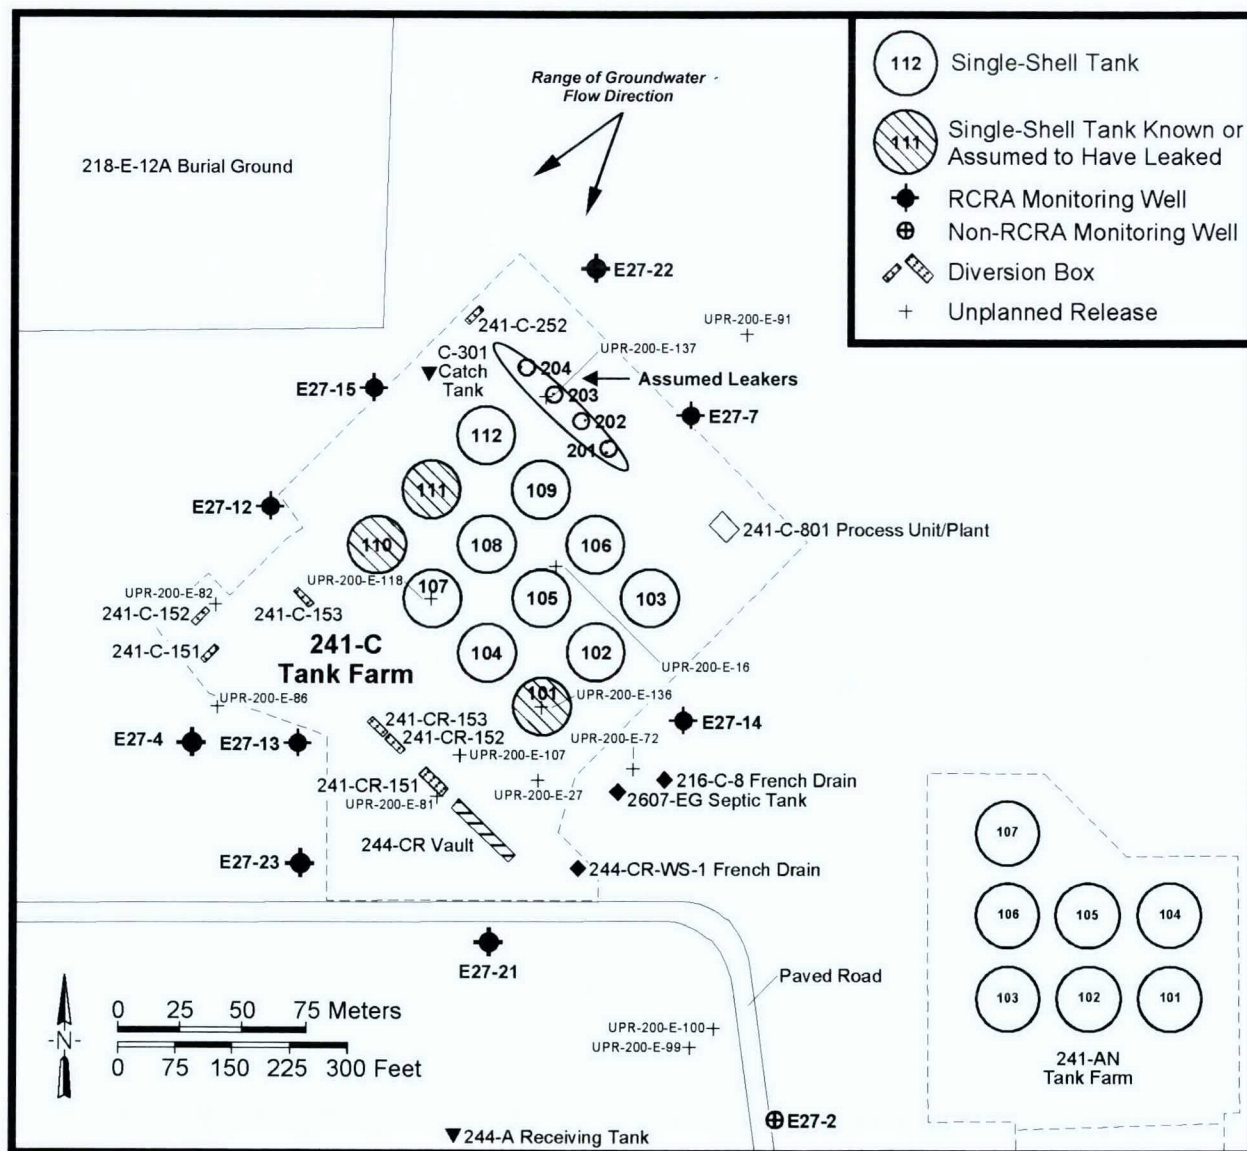 Range of Groundwater
Flow Direction
218-E-12A Burial Ground
112
Single-Shell Tank
111
Single-Shell Tank Known or
Assumed to Have Leaked
RCRA Monitoring Well
Non-RCRA Monitoring Well
Diversion Box
Unplanned Release
E27-22
241-C-252
UPR-200-E-91
UPR-200-E-137
C-301
Catch
Tank
204
Assumed Leakers
203
E27-15
E27-7
202
112
201
111
109
E27-12
241-C-801 Process Unit/Plant
110
108
106
UPR-200-E-118
107
105
103
UPR-200-E-82
241-C-152
241-C-153
241-C-151
241-C
Tank Farm
104
102
UPR-200-E-16
101
UPR-200-E-136
UPR-200-E-86
241-CR-153
241-CR-152
E27-14
E27-4
E27-13
UPR-200-E-72
UPR-200-E-107
241-CR-151
UPR-200-E-81
UPR-200-E-27
216-C-8 French Drain
2607-EG Septic Tank
244-CR Vault
E27-23
244-CR-WS-1 French Drain
107
106
105
104
103
102
101
241-AN
Tank Farm
E27-21
Paved Road
-N-
0 25 50 75 Meters
0 75 150 225 300 Feet
UPR-200-E-100
UPR-200-E-99
E27-2
244-A Receiving Tank